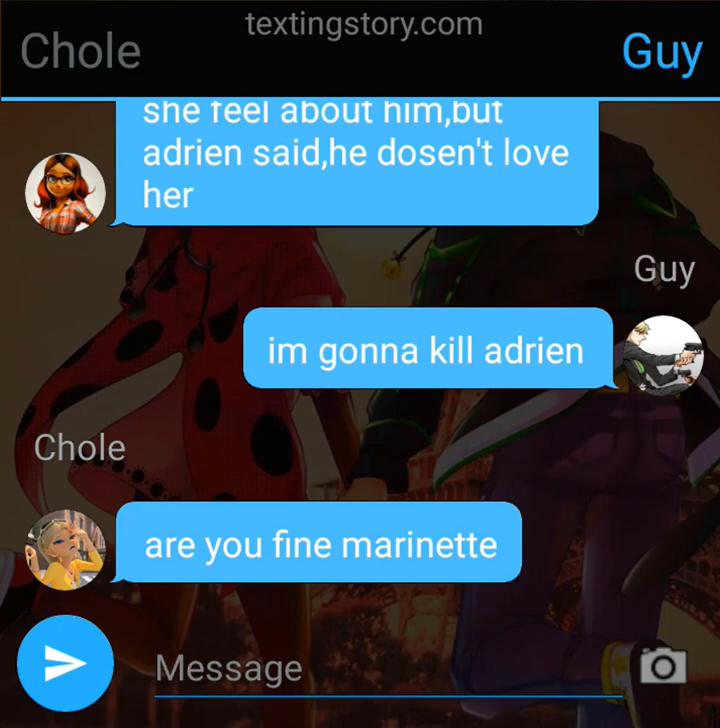 textingstory.com
Chole
Guy
she feel about him,but
adrien said,he dosen't love
her
Guy
im gonna kill adrien
Chole
are you fine marinette
Message